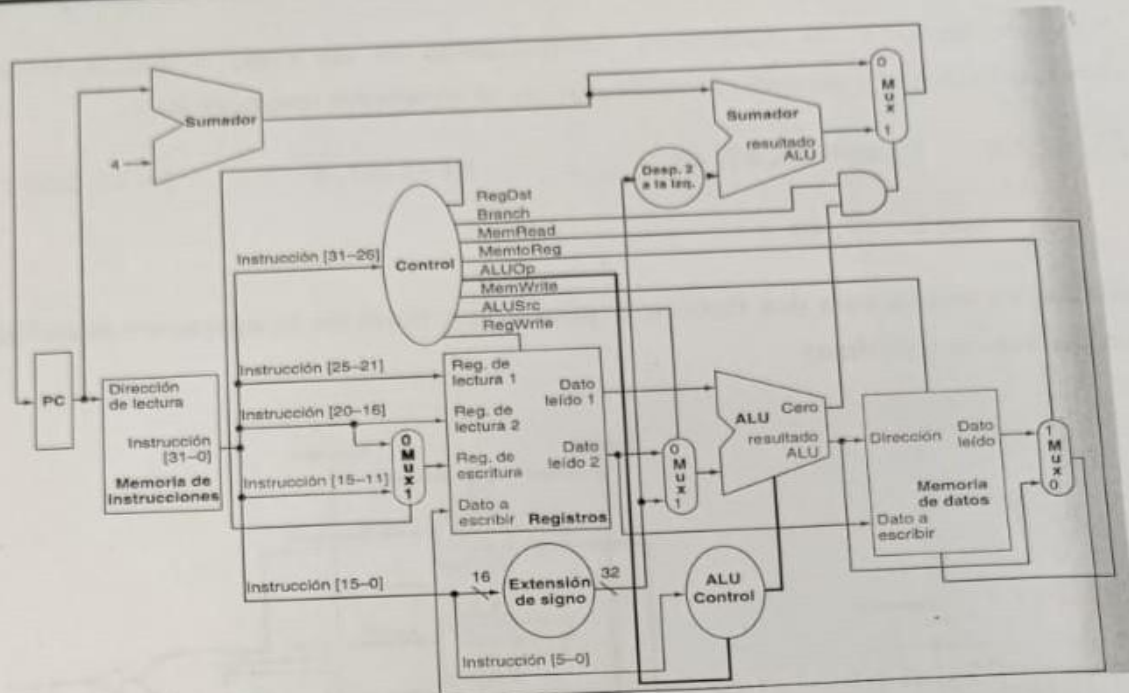 Sumador
4
0
Mux
1
Sumador
resultado
ALU
Desp. 2
a la izq.
RegDst
Branch
MemRead
MemtoReg
ALUOp
MemWrite
ALUSrc
RegWrite
Control
Instrucción [31–26]
PC
Dirección
de lectura
Instrucción
[31–0]
Memoria de
instrucciones
Instrucción [25–21]
Instrucción [20–16]
Instrucción [15–11]
0
Mux
1
Reg. de
lectura 1
Reg. de
lectura 2
Reg. de
escritura
Dato a
escribir
Registros
Dato
leído 1
Dato
leído 2
0
Mux
1
ALU
Cero
resultado
ALU
Dirección
Dato
leído
Memoria
de datos
Dato a
escribir
1
Mux
0
Instrucción [15–0]
16
Extensión
de signo
32
ALU
Control
Instrucción [5–0]